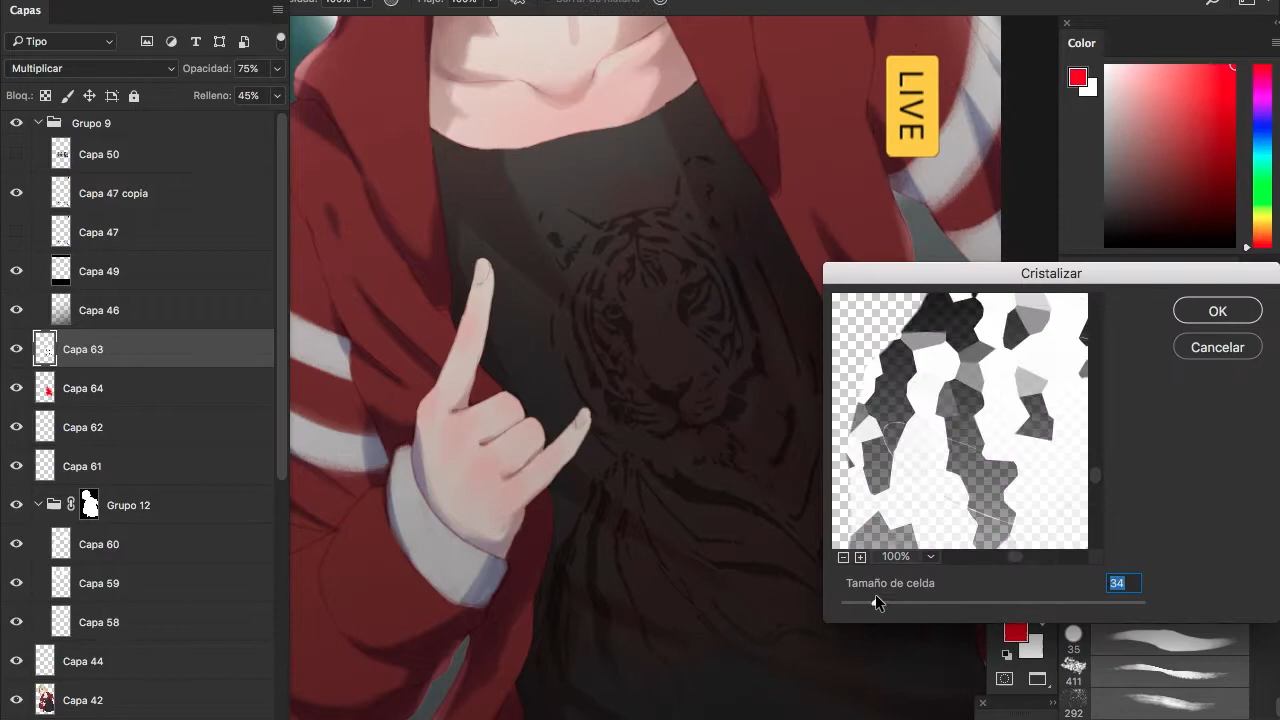 Capas
Tipo
Multiplicar
Opacidad: 75%
Bloq.:
Relleno: 45%
Grupo 9
Capa 50
Capa 47 copia
Capa 47
Capa 49
Capa 46
Capa 63
Capa 64
Capa 62
Capa 61
Grupo 12
Capa 60
Capa 59
Capa 58
Capa 44
Capa 42
LIVE
Color
Cristalizar
OK
Cancelar
100%
Tamaño de celda
34
35
411
292